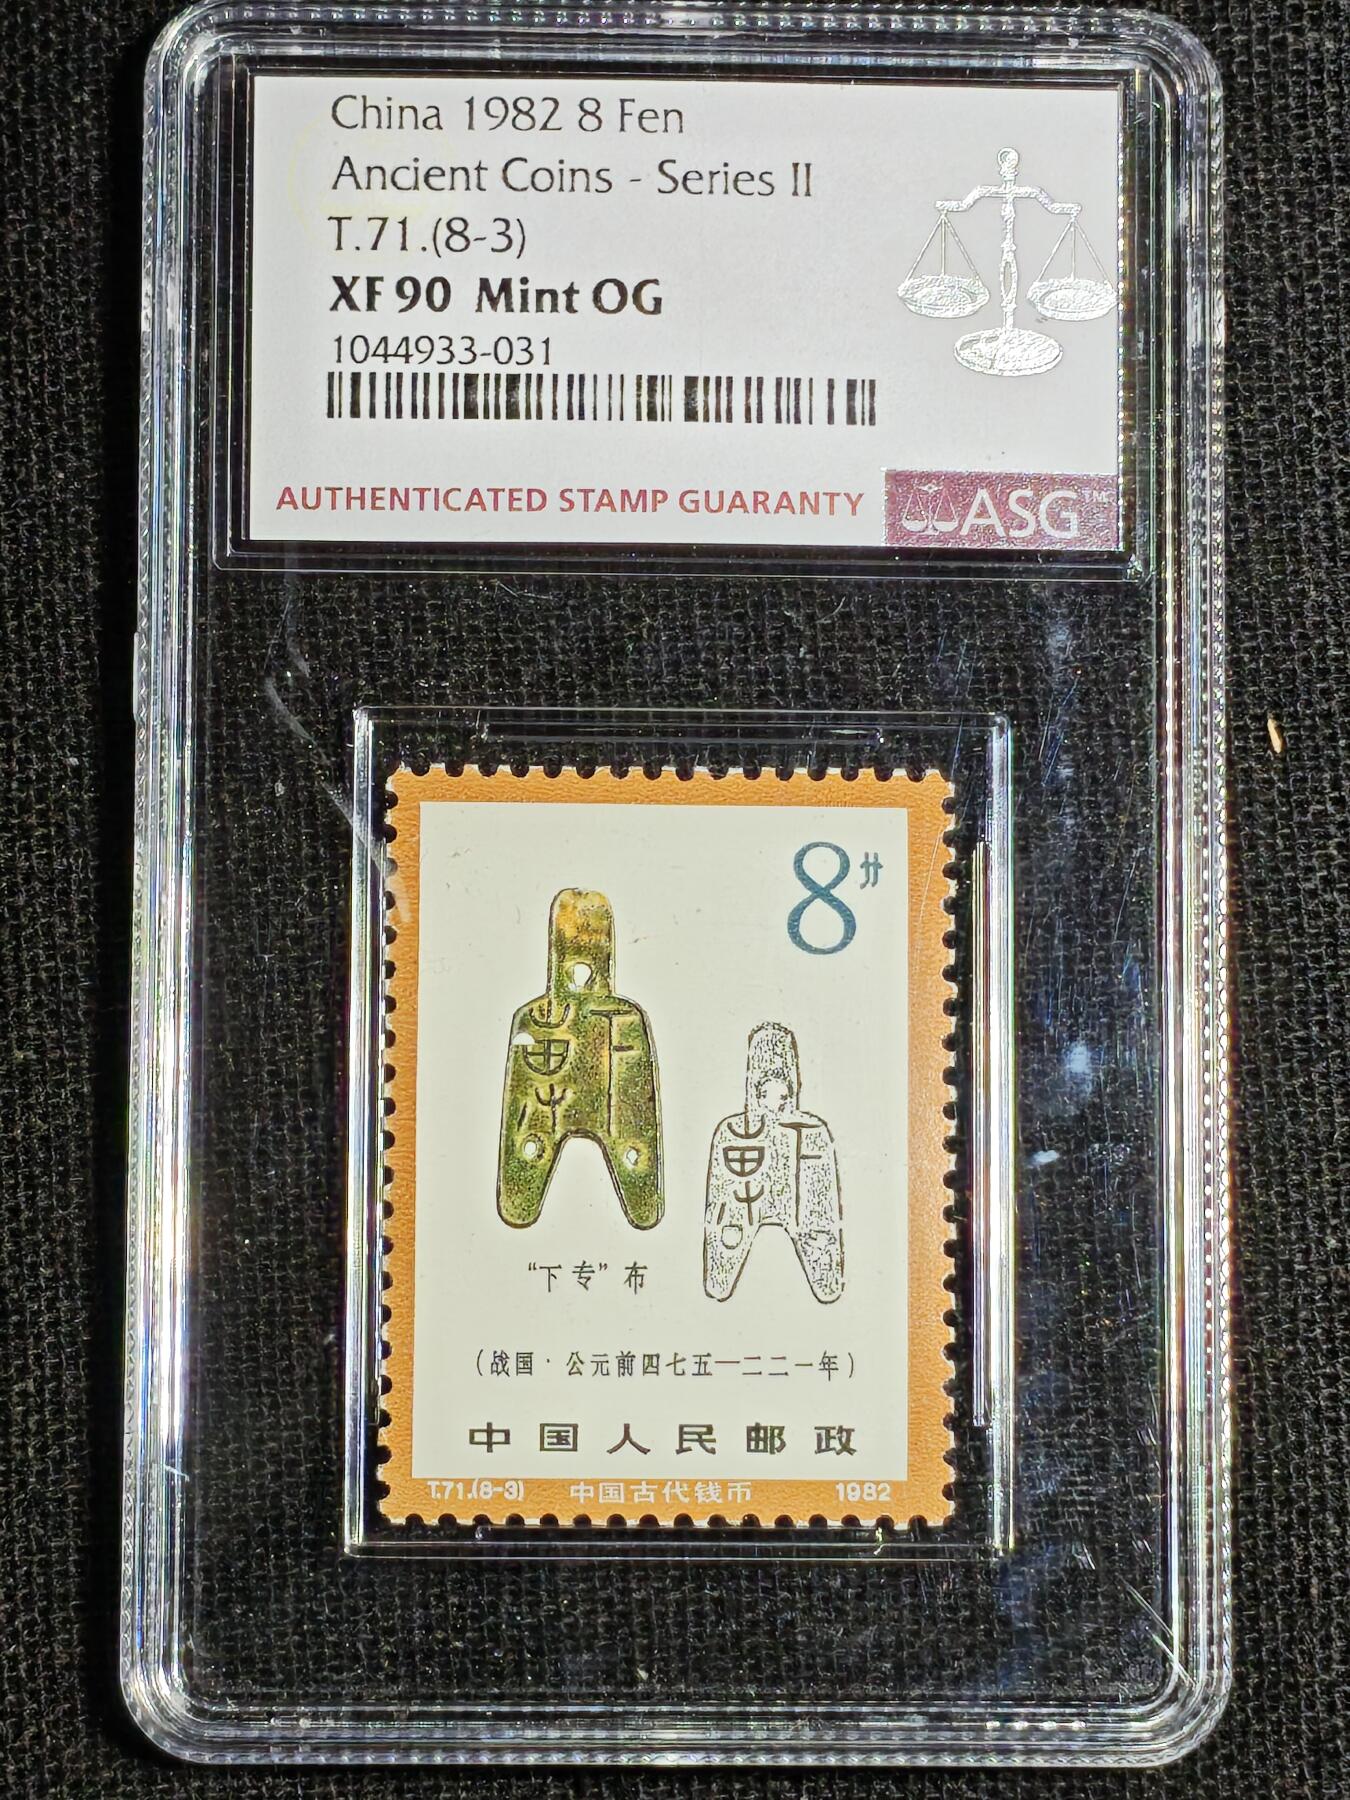 China 1982 8 Fen
Ancient Coins - Series II
T.71.(8-3)
XF 90 Mint OG
1044933-031
AUTHENTICATED STAMP GUARANTY
ASG™
8分
"下专"布
(战国·公元前四七五—二二一年)
中国人民邮政
T.71.(8-3) 中国古代钱币 1982